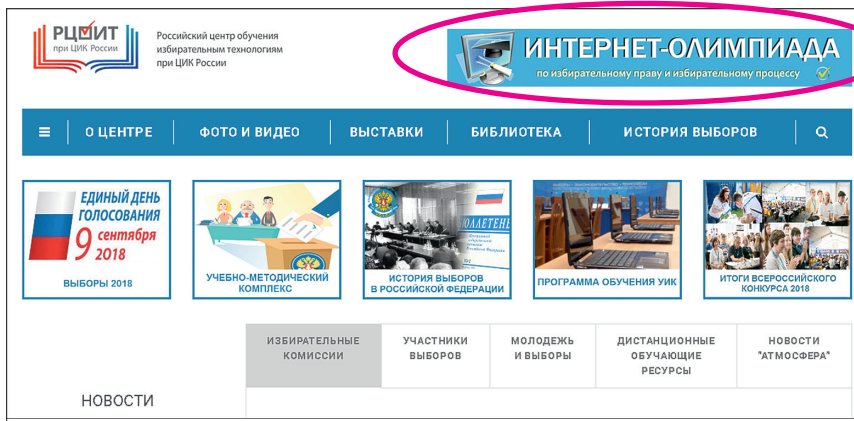 РЦОИТ
при ЦИК России
Российский центр обучения
избирательным технологиям
при ЦИК России
ИНТЕРНЕТ-ОЛИМПИАДА
по избирательному праву и избирательному процессу
О ЦЕНТРЕ
ФОТО И ВИДЕО
ВЫСТАВКИ
БИБЛИОТЕКА
ИСТОРИЯ ВЫБОРОВ
ЕДИНЫЙ ДЕНЬ
ГОЛОСОВАНИЯ
9 сентября
2018
ВЫБОРЫ 2018
УЧЕБНО-МЕТОДИЧЕСКИЙ
КОМПЛЕКС
ЮЛЛЕТЕНЬ
ИСТОРИЯ ВЫБОРОВ
В РОССИЙСКОЙ ФЕДЕРАЦИИ
ПРОГРАММА ОБУЧЕНИЯ УИК
ИТОГИ ВСЕРОССИЙСКОГО
КОНКУРСА 2018
ИЗБИРАТЕЛЬНЫЕ
КОМИССИИ
УЧАСТНИКИ
ВЫБОРОВ
МОЛОДЕЖЬ
И ВЫБОРЫ
ДИСТАНЦИОННЫЕ
ОБУЧАЮЩИЕ
РЕСУРСЫ
НОВОСТИ
"АТМОСФЕРА"
НОВОСТИ